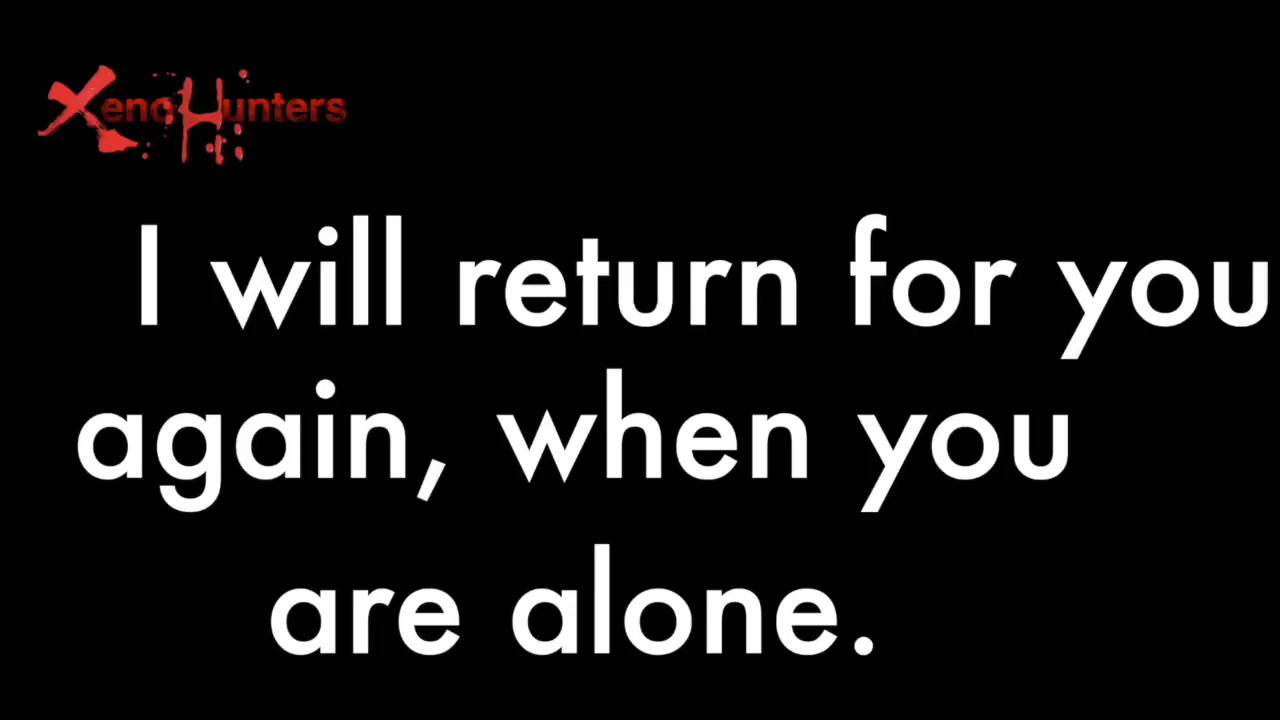 XenoHunters
I will return for you
again, when you
are alone.